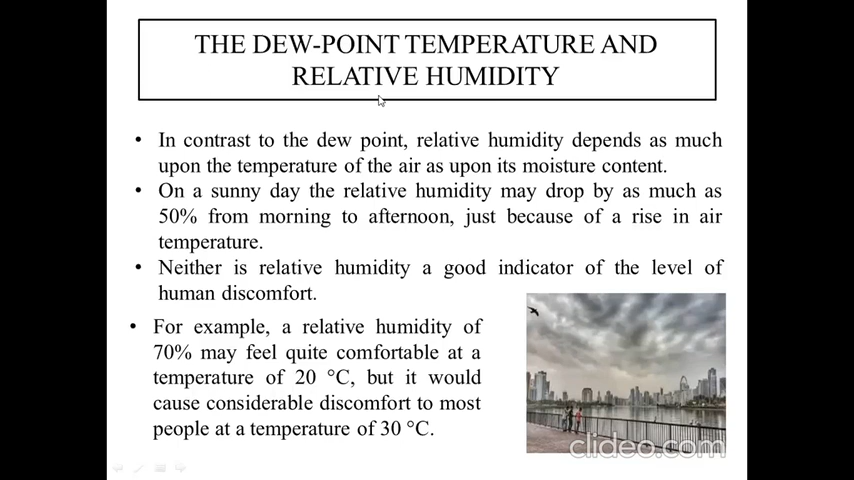 THE DEW-POINT TEMPERATURE AND
RELATIVE HUMIDITY
• In contrast to the dew point, relative humidity depends as much
upon the temperature of the air as upon its moisture content.
• On a sunny day the relative humidity may drop by as much as
50% from morning to afternoon, just because of a rise in air
temperature.
• Neither is relative humidity a good indicator of the level of
human discomfort.
• For example, a relative humidity of
70% may feel quite comfortable at a
temperature of 20 °C, but it would
cause considerable discomfort to most
people at a temperature of 30 °C.
clideo.com